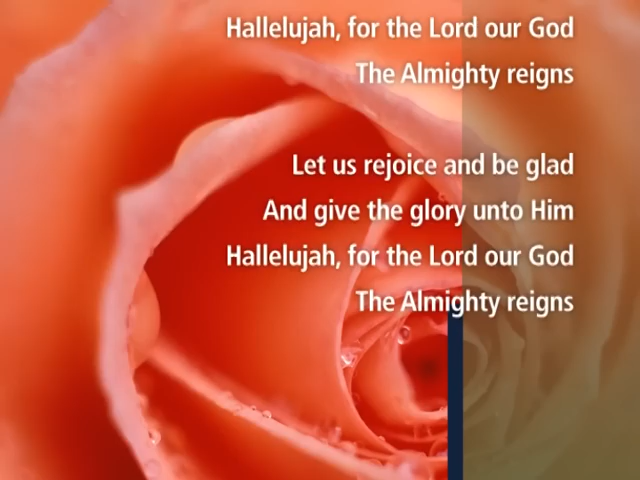 Hallelujah, for the Lord our God
The Almighty reigns
Let us rejoice and be glad
And give the glory unto Him
Hallelujah, for the Lord our God
The Almighty reigns